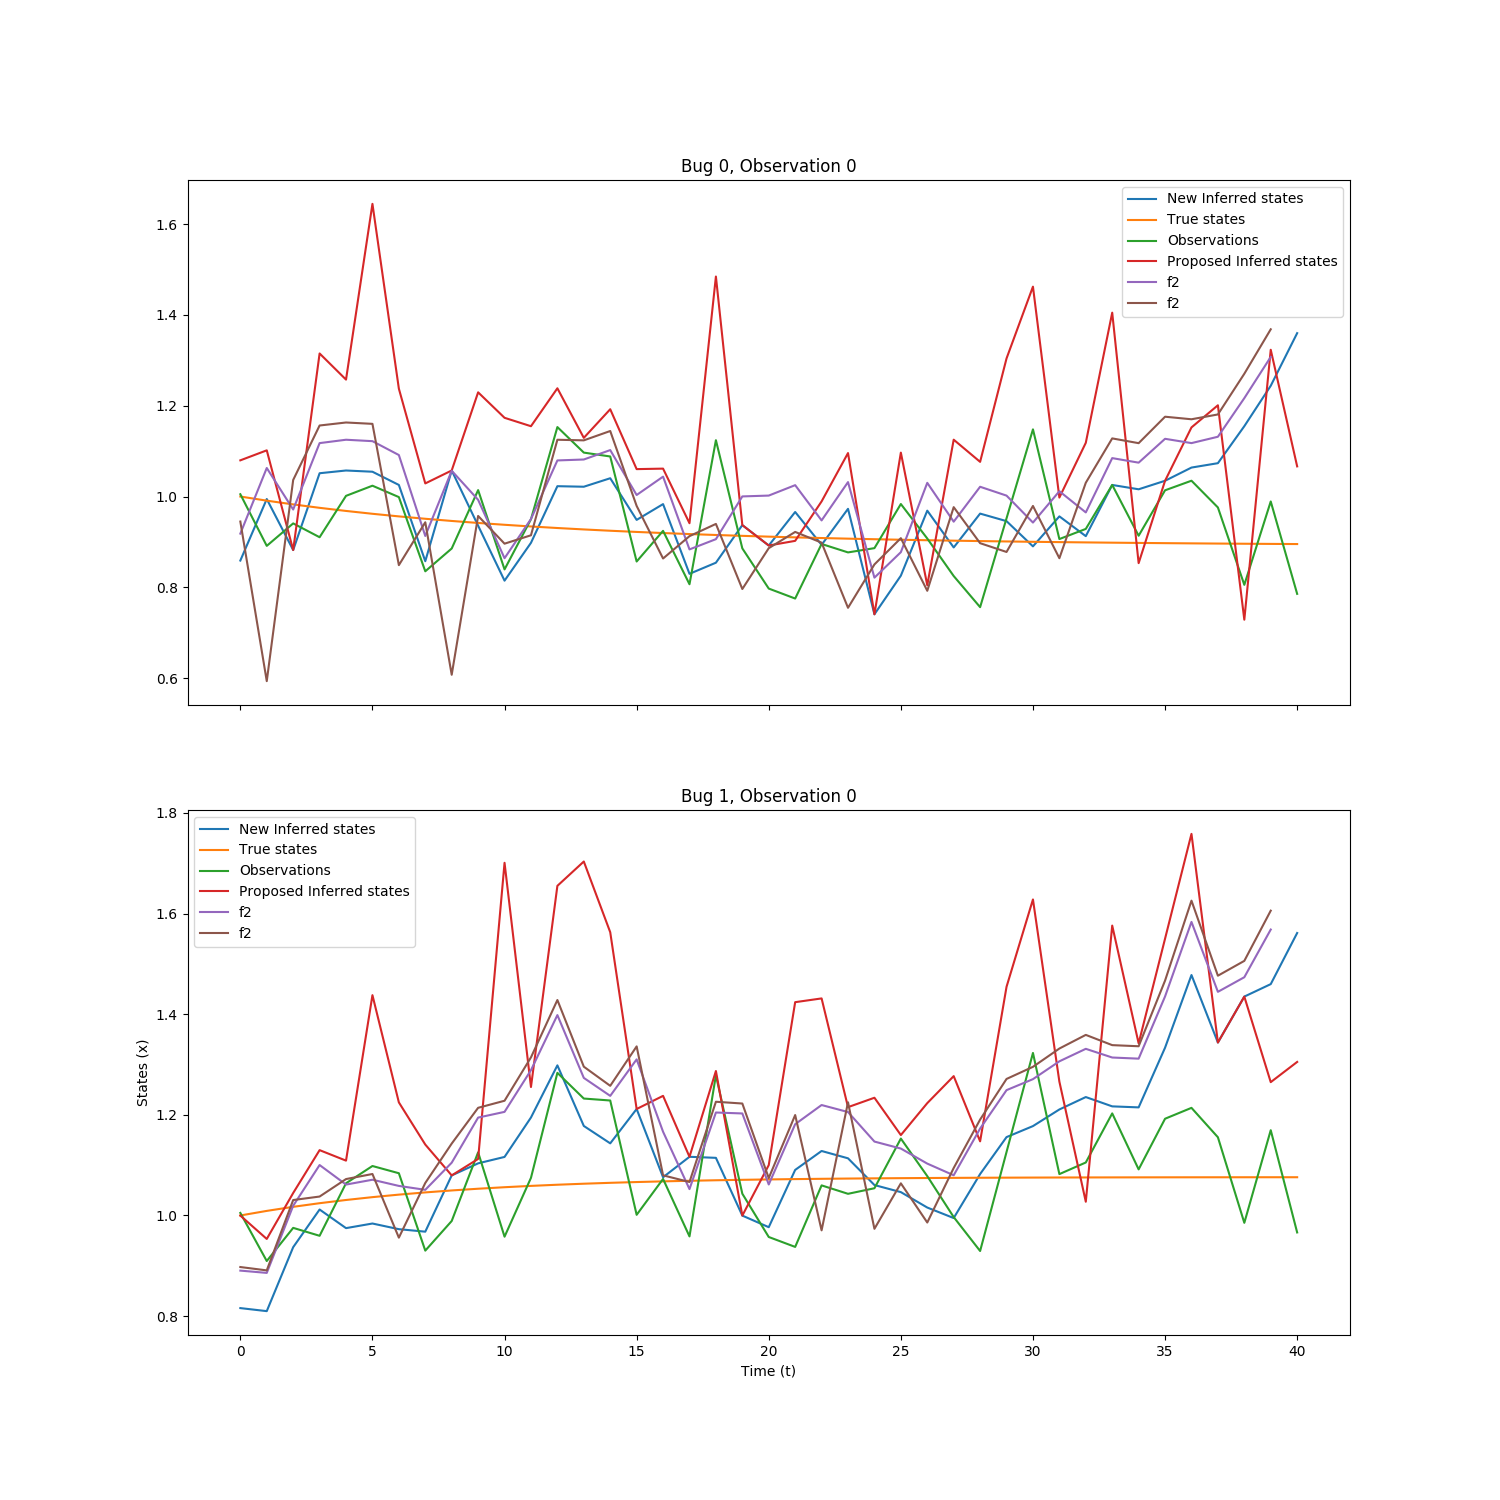 Bug 0, Observation 0
1.6
1.4
1.2
1.0
0.8
0.6
New Inferred states
True states
Observations
Proposed Inferred states
f2
f2
Bug 1, Observation 0
States (x)
1.8
1.6
1.4
1.2
1.0
0.8
New Inferred states
True states
Observations
Proposed Inferred states
f2
f2
0 5 10 15 20 25 30 35 40
Time (t)